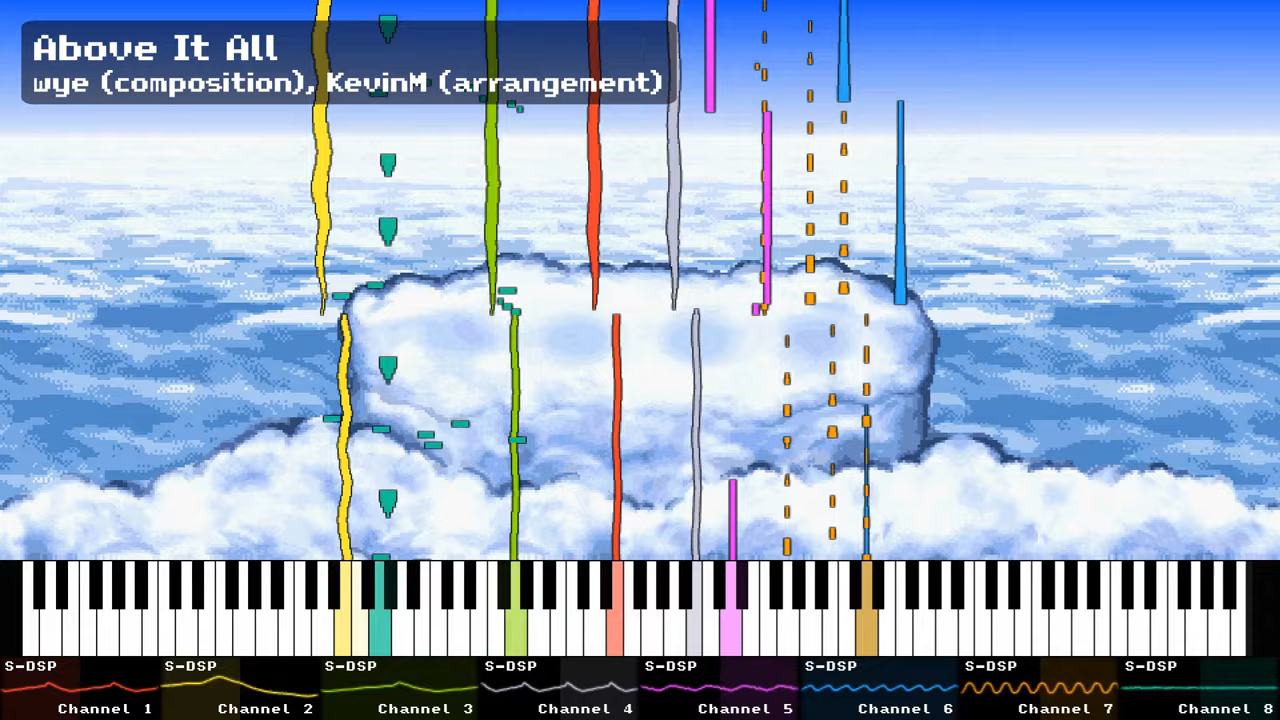 Above It All
wye (composition), KevinM (arrangement)
S-DSP S-DSP S-DSP S-DSP S-DSP S-DSP S-DSP S-DSP
Channel 1 Channel 2 Channel 3 Channel 4 Channel 5 Channel 6 Channel 7 Channel 8